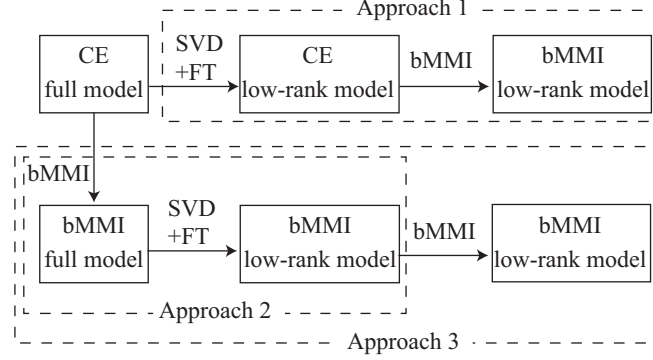 Approach 1
CE
full model
SVD
+FT
CE
low-rank model
bMMI
bMMI
low-rank model
bMMI
bMMI
full model
SVD
+FT
bMMI
low-rank model
bMMI
bMMI
low-rank model
Approach 2
Approach 3